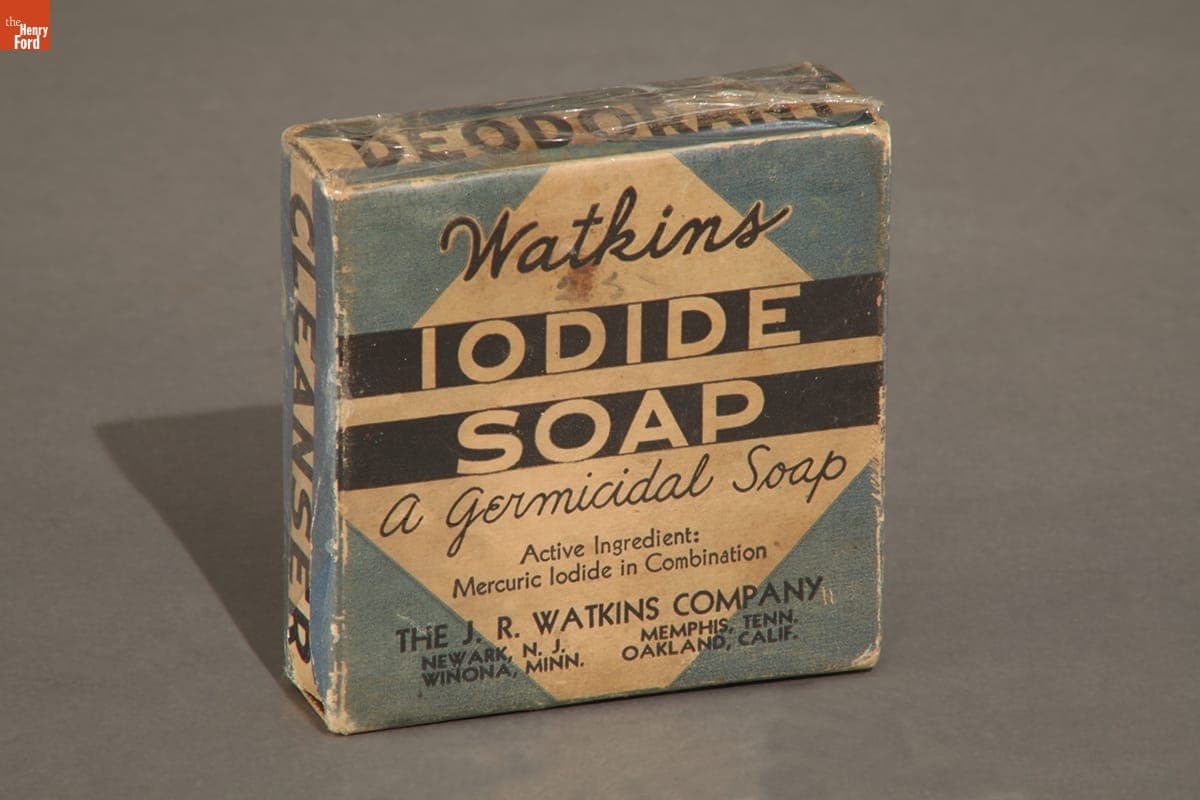 the
Henry
Ford
DEODORANT
CLEANSER
Watkins
IODIDE
SOAP
A Germicidal Soap
Active Ingredient:
Mercuric Iodide in Combination
THE J. R. WATKINS COMPANY
NEWARK, N. J. MEMPHIS, TENN.
WINONA, MINN. OAKLAND, CALIF.